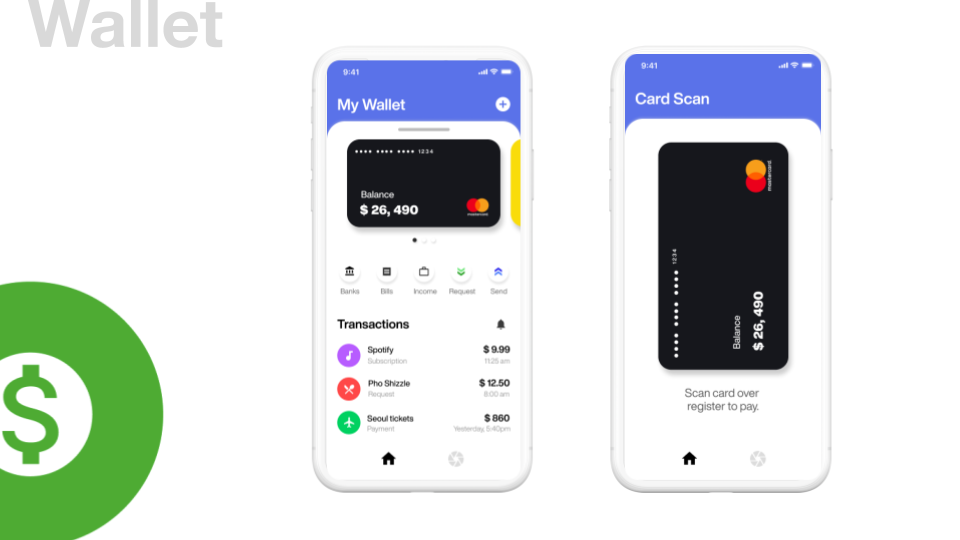 Wallet
9:41
My Wallet
•••• •••• •••• 1234
Balance
$ 26, 490
mastercard
Banks Bills Income Request Send
Transactions
Spotify $ 9.99
Subscription 11:25 am
Pho Shizzle $ 12.50
Request 8:00 am
Seoul tickets $ 860
Payment Yesterday, 5:40pm
9:41
Card Scan
mastercard
•••• •••• •••• 1234
Balance
$ 26, 490
Scan card over
register to pay.
$